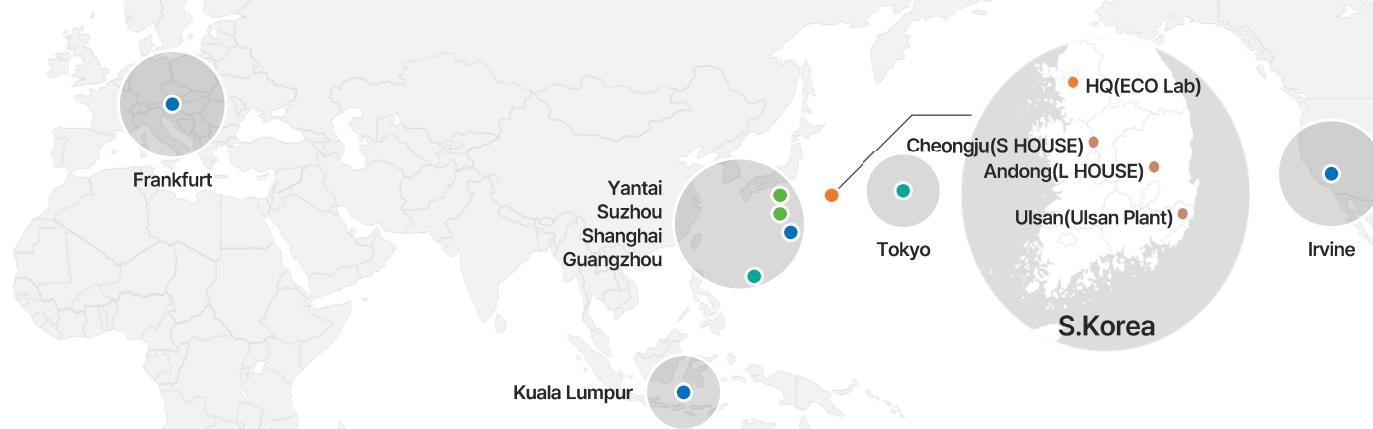 Frankfurt
Yantai
Suzhou
Shanghai
Guangzhou
Kuala Lumpur
Tokyo
HQ(ECO Lab)
Cheongju(S HOUSE)
Andong(L HOUSE)
Ulsan(Ulsan Plant)
S.Korea
Irvine